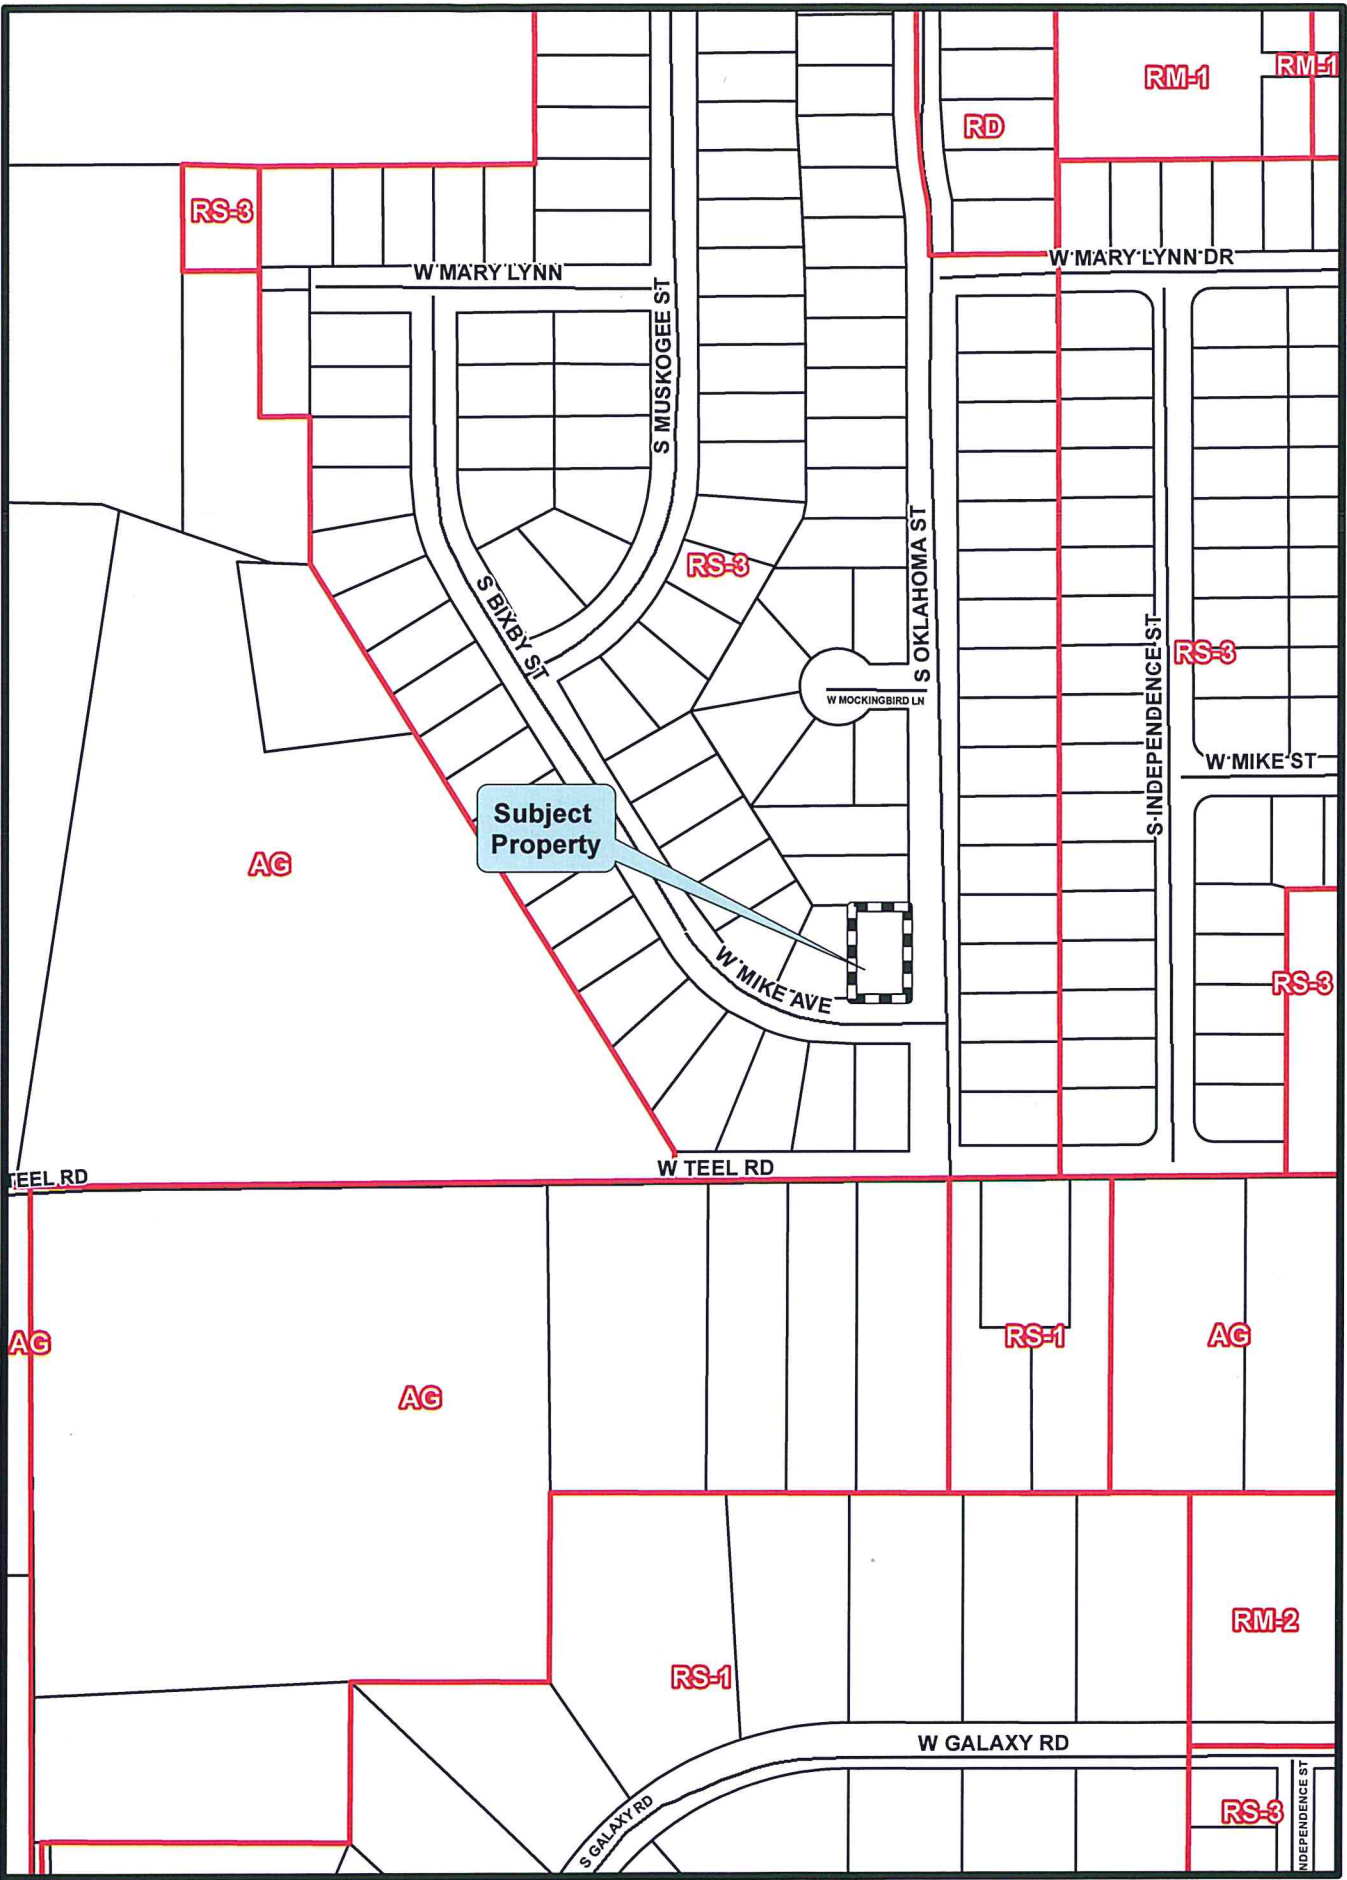 RM-1
RM-1
RD
RS-3
W MARY LYNN
W MARY LYNN DR
S MUSKOGEE ST
S OKLAHOMA ST
RS-3
S BIXBY ST
S INDEPENDENCE ST
RS-3
W MOCKINGBIRD LN
W MIKE ST
Subject
Property
AG
W MIKE AVE
RS-3
TEEL RD
W TEEL RD
AG
RS-1
AG
AG
RM-2
RS-1
W GALAXY RD
S GALAXY RD
RS-3
NDEPENDENCE ST